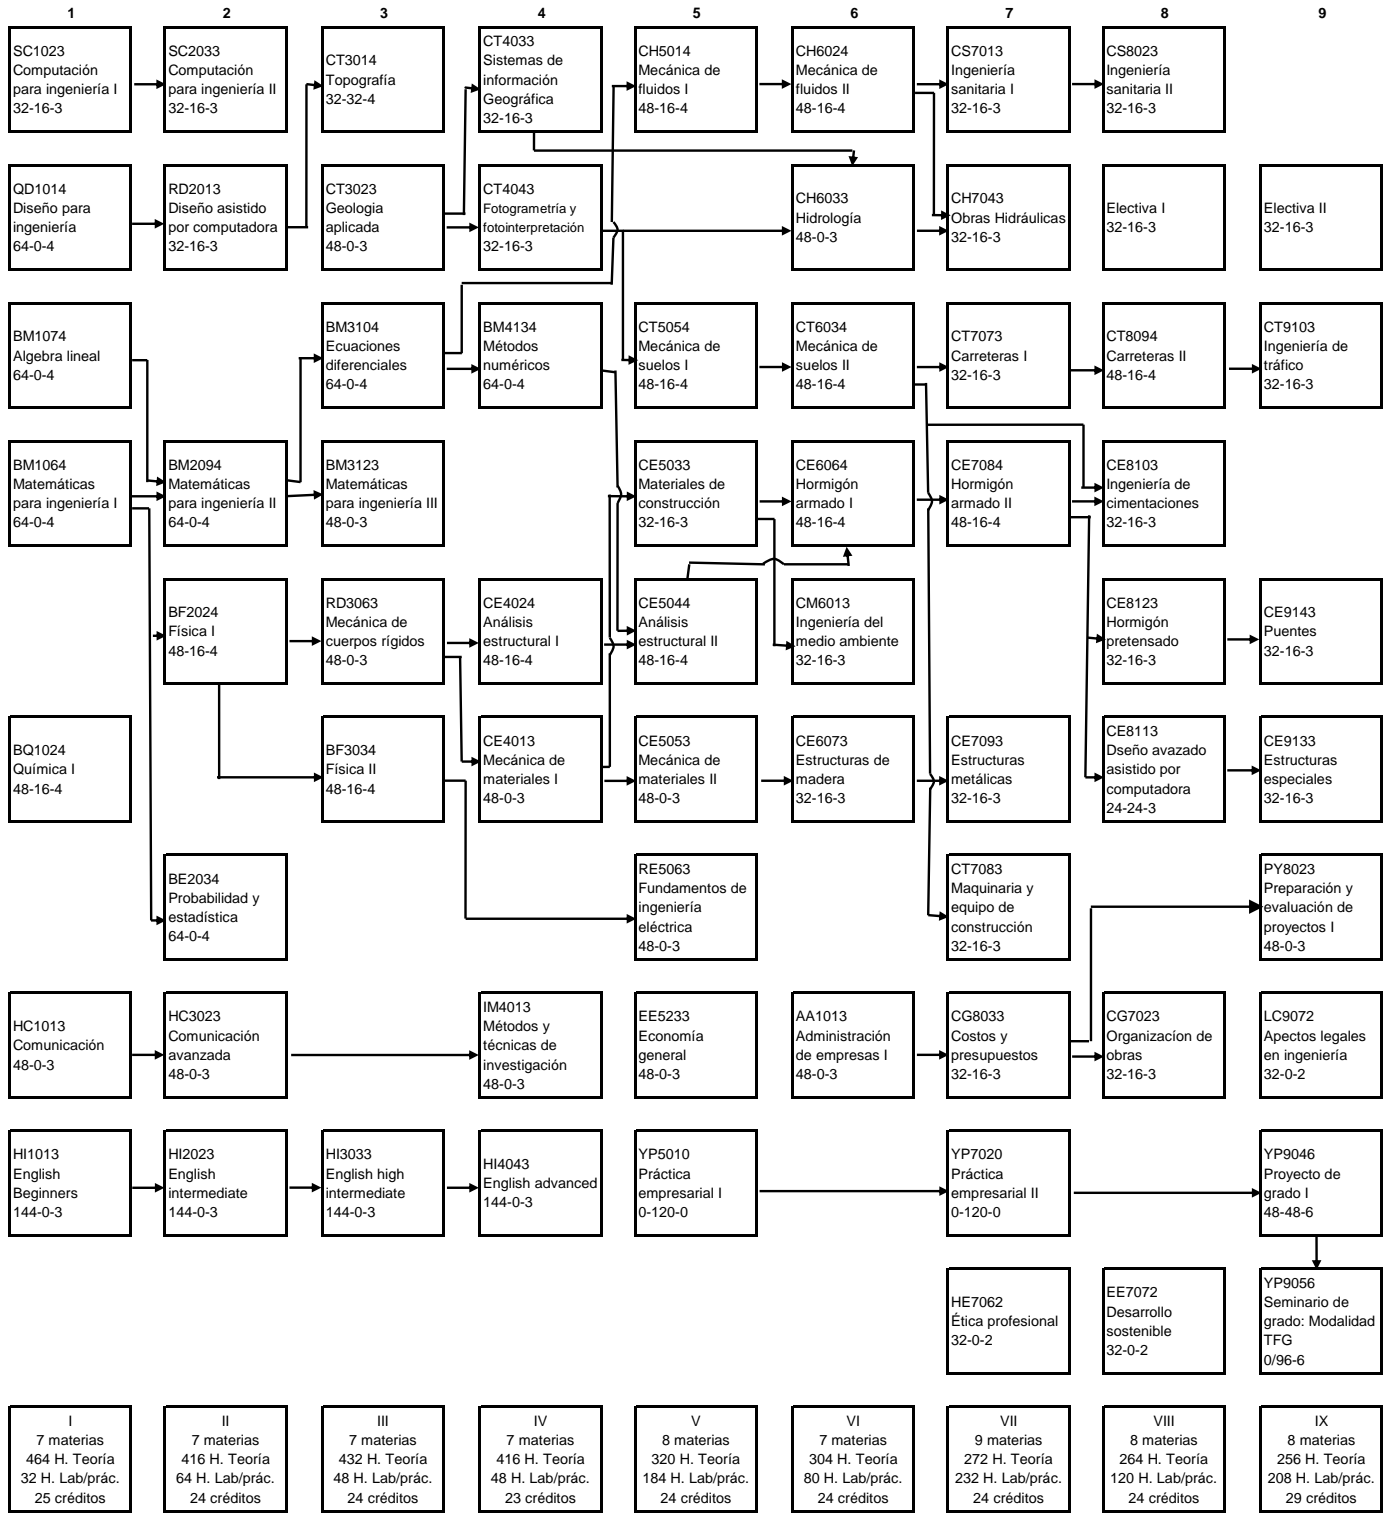 1 2 3 4 5 6 7 8 9
SC1023
Computación
para ingeniería I
32-16-3
SC2033
Computación
para ingeniería II
32-16-3
CT3014
Topografía
32-32-4
CT4033
Sistemas de
información
Geográfica
32-16-3
CH5014
Mecánica de
fluidos I
48-16-4
CH6024
Mecánica de
fluidos II
48-16-4
CS7013
Ingeniería
sanitaria I
32-16-3
CS8023
Ingeniería
sanitaria II
32-16-3
QD1014
Diseño para
ingeniería
64-0-4
RD2013
Diseño asistido
por computadora
32-16-3
CT3023
Geologia
aplicada
48-0-3
CT4043
Fotogrametría y
fotointerpretación
32-16-3
CH6033
Hidrología
48-0-3
CH7043
Obras Hidráulicas
32-16-3
Electiva I
32-16-3
Electiva II
32-16-3
BM1074
Algebra lineal
64-0-4
BM3104
Ecuaciones
diferenciales
64-0-4
BM4134
Métodos
numéricos
64-0-4
CT5054
Mecánica de
suelos I
48-16-4
CT6034
Mecánica de
suelos II
48-16-4
CT7073
Carreteras I
32-16-3
CT8094
Carreteras II
48-16-4
CT9103
Ingeniería de
tráfico
32-16-3
BM1064
Matemáticas
para ingeniería I
64-0-4
BM2094
Matemáticas
para ingeniería II
64-0-4
BM3123
Matemáticas
para ingeniería III
48-0-3
CE5033
Materiales de
construcción
32-16-3
CE6064
Hormigón
armado I
48-16-4
CE7084
Hormigón
armado II
48-16-4
CE8103
Ingeniería de
cimentaciones
32-16-3
BF2024
Física I
48-16-4
RD3063
Mecánica de
cuerpos rígidos
48-0-3
CE4024
Análisis
estructural I
48-16-4
CE5044
Análisis
estructural II
48-16-4
CM6013
Ingeniería del
medio ambiente
32-16-3
CE8123
Hormigón
pretensado
32-16-3
CE9143
Puentes
32-16-3
BQ1024
Química I
48-16-4
BF3034
Física II
48-16-4
CE4013
Mecánica de
materiales I
48-0-3
CE5053
Mecánica de
materiales II
48-0-3
CE6073
Estructuras de
madera
32-16-3
CE7093
Estructuras
metálicas
32-16-3
CE8113
Dseño avazado
asistido por
computadora
24-24-3
CE9133
Estructuras
especiales
32-16-3
BE2034
Probabilidad y
estadística
64-0-4
RE5063
Fundamentos de
ingeniería
eléctrica
48-0-3
CT7083
Maquinaria y
equipo de
construcción
32-16-3
PY8023
Preparación y
evaluación de
proyectos I
48-0-3
HC1013
Comunicación
48-0-3
HC3023
Comunicación
avanzada
48-0-3
IM4013
Métodos y
técnicas de
investigación
48-0-3
EE5233
Economía
general
48-0-3
AA1013
Administración
de empresas I
48-0-3
CG8033
Costos y
presupuestos
32-16-3
CG7023
Organizacíon de
obras
32-16-3
LC9072
Apectos legales
en ingeniería
32-0-2
HI1013
English
Beginners
144-0-3
HI2023
English
intermediate
144-0-3
HI3033
English high
intermediate
144-0-3
HI4043
English advanced
144-0-3
YP5010
Práctica
empresarial I
0-120-0
YP7020
Práctica
empresarial II
0-120-0
YP9046
Proyecto de
grado I
48-48-6
HE7062
Ética profesional
32-0-2
EE7072
Desarrollo
sostenible
32-0-2
YP9056
Seminario de
grado: Modalidad
TFG
0/96-6
I
7 materias
464 H. Teoría
32 H. Lab/prác.
25 créditos
II
7 materias
416 H. Teoría
64 H. Lab/prác.
24 créditos
III
7 materias
432 H. Teoría
48 H. Lab/prác.
24 créditos
IV
7 materias
416 H. Teoría
48 H. Lab/prác.
23 créditos
V
8 materias
320 H. Teoría
184 H. Lab/prác.
24 créditos
VI
7 materias
304 H. Teoría
80 H. Lab/prác.
24 créditos
VII
9 materias
272 H. Teoría
232 H. Lab/prác.
24 créditos
VIII
8 materias
264 H. Teoría
120 H. Lab/prác.
24 créditos
IX
8 materias
256 H. Teoría
208 H. Lab/prác.
29 créditos